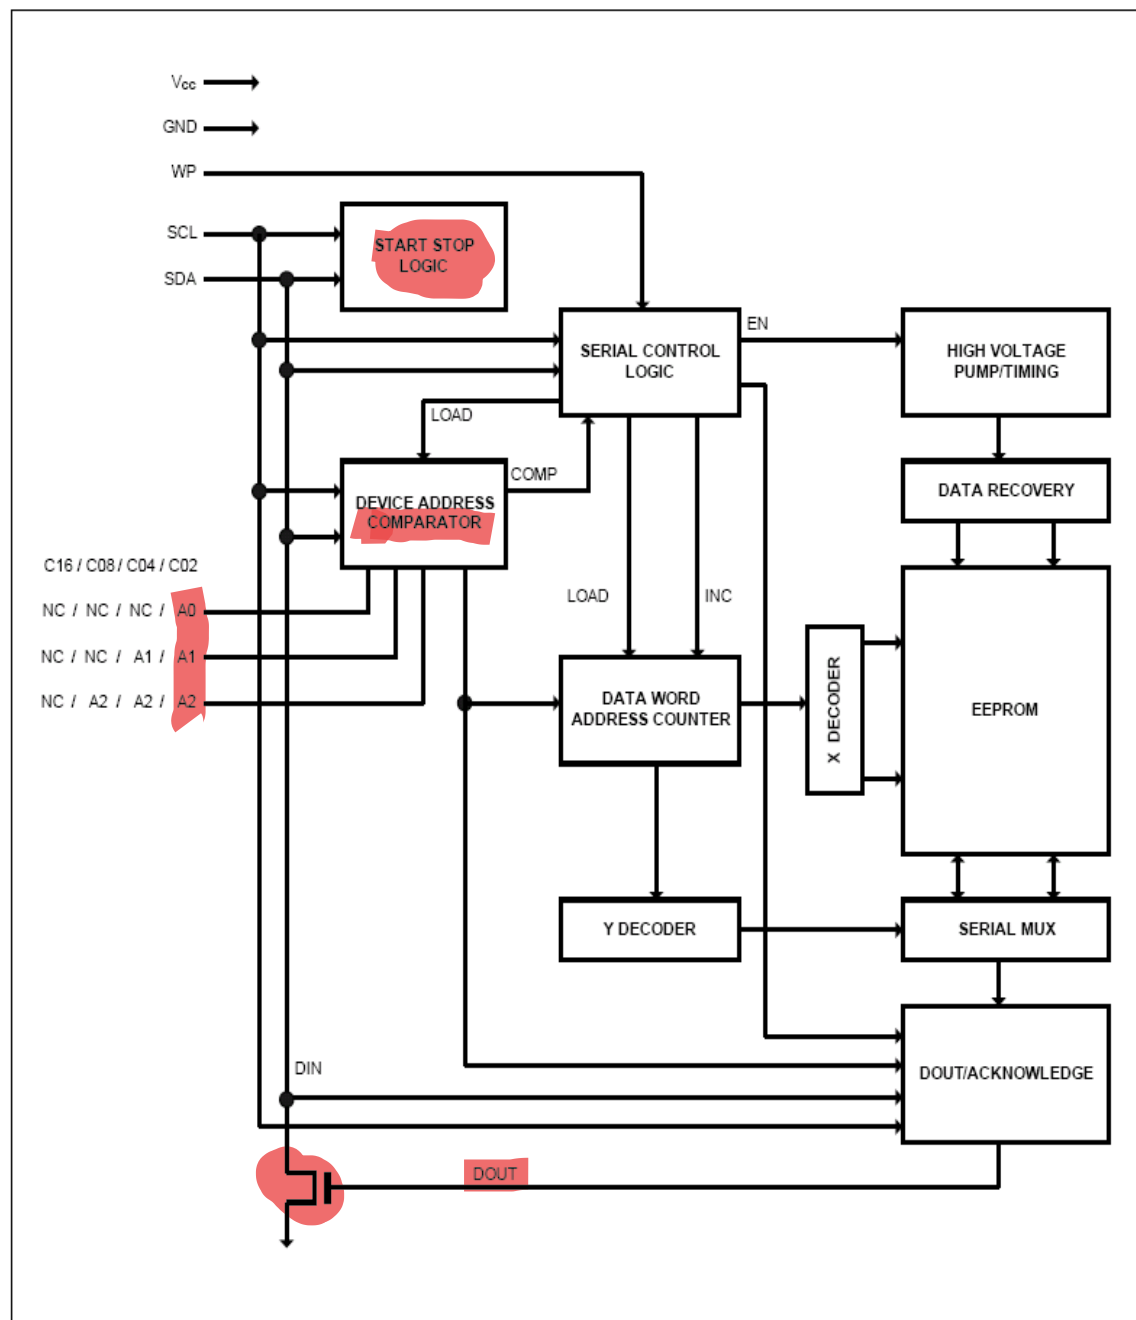 Vcc
GND
WP
SCL
SDA
START STOP
LOGIC
EN
SERIAL CONTROL
LOGIC
HIGH VOLTAGE
PUMP/TIMING
LOAD
COMP
DEVICE ADDRESS
COMPARATOR
DATA RECOVERY
C16 / C08 / C04 / C02
NC / NC / NC / A0
NC / NC / A1 / A1
NC / A2 / A2 / A2
LOAD
INC
DATA WORD
ADDRESS COUNTER
X DECODER
EEPROM
Y DECODER
SERIAL MUX
DIN
DOUT/ACKNOWLEDGE
DOUT